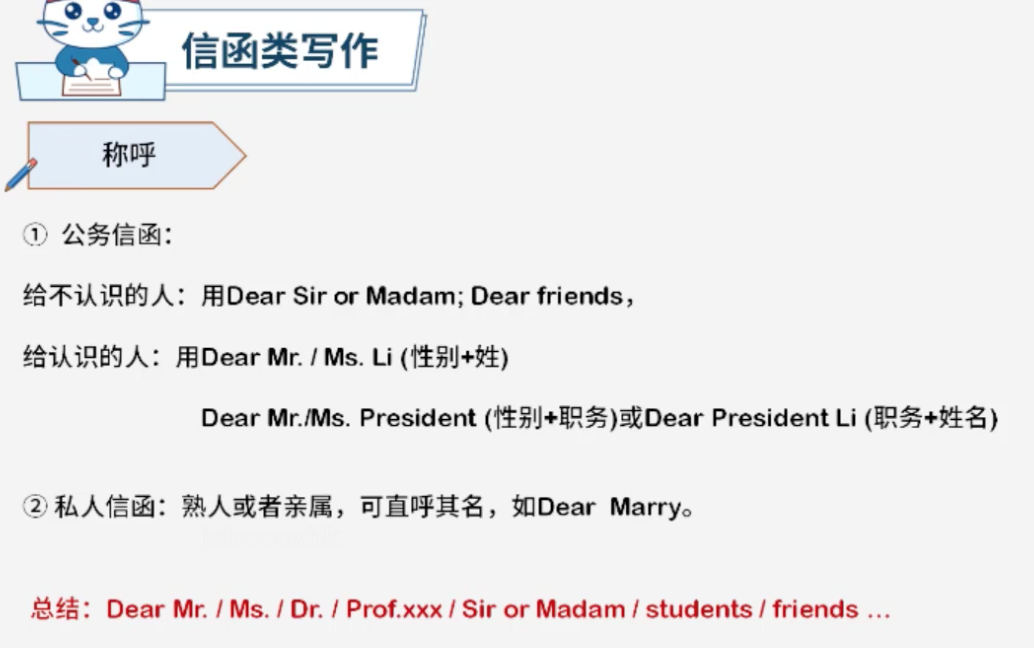 信函类写作
称呼
① 公务信函：
给不认识的人：用Dear Sir or Madam; Dear friends，
给认识的人：用Dear Mr. / Ms. Li (性别+姓)
Dear Mr./Ms. President (性别+职务)或Dear President Li (职务+姓名)
② 私人信函：熟人或者亲属，可直呼其名，如Dear Marry。
总结：Dear Mr. / Ms. / Dr. / Prof.xxx / Sir or Madam / students / friends …